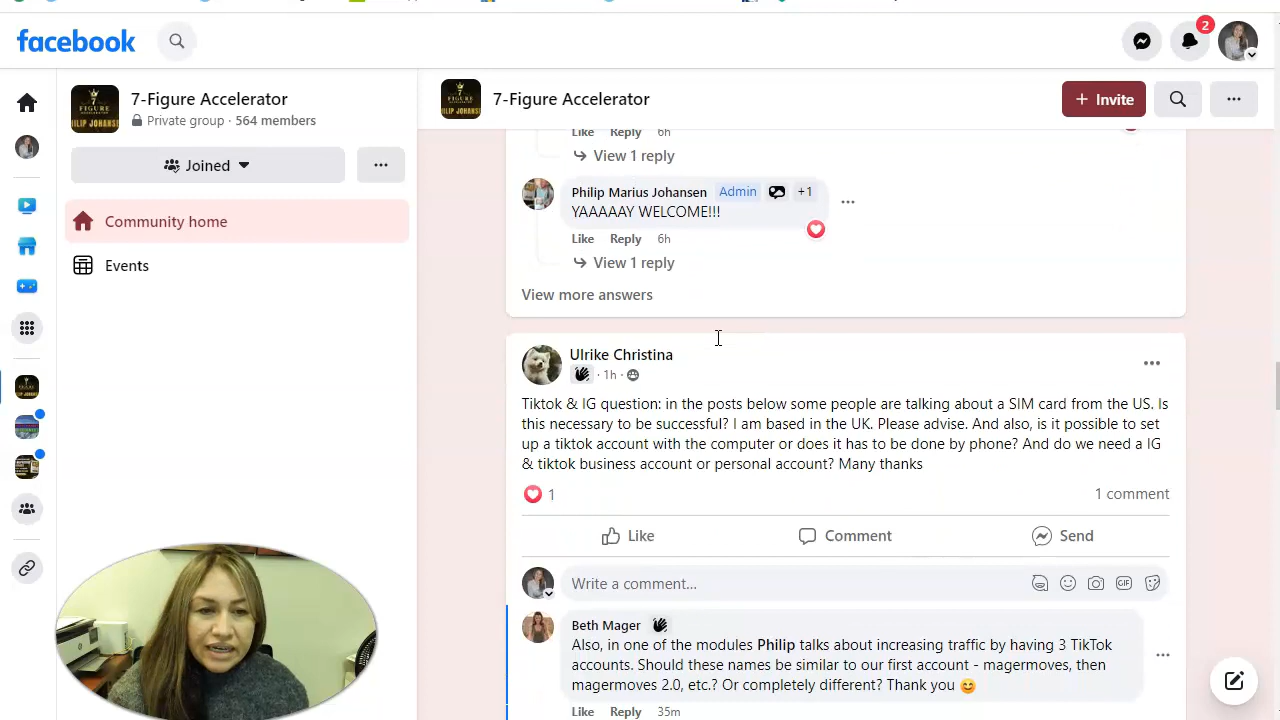 facebook
2
7-Figure Accelerator
Private group · 564 members
Joined
Community home
Events
7-Figure Accelerator
+ Invite
Like Reply 6h
View 1 reply
Philip Marius Johansen Admin +1
YAAAAAY WELCOME!!!
Like Reply 6h
View 1 reply
View more answers
Ulrike Christina
· 1h ·
Tiktok & IG question: in the posts below some people are talking about a SIM card from the US. Is
this necessary to be successful? I am based in the UK. Please advise. And also, is it possible to set
up a tiktok account with the computer or does it has to be done by phone? And do we need a IG
& tiktok business account or personal account? Many thanks
1
1 comment
Like Comment Send
Write a comment...
GIF
Beth Mager
Also, in one of the modules Philip talks about increasing traffic by having 3 TikTok
accounts. Should these names be similar to our first account - magermoves, then
magermoves 2.0, etc.? Or completely different? Thank you 😊
Like Reply 35m